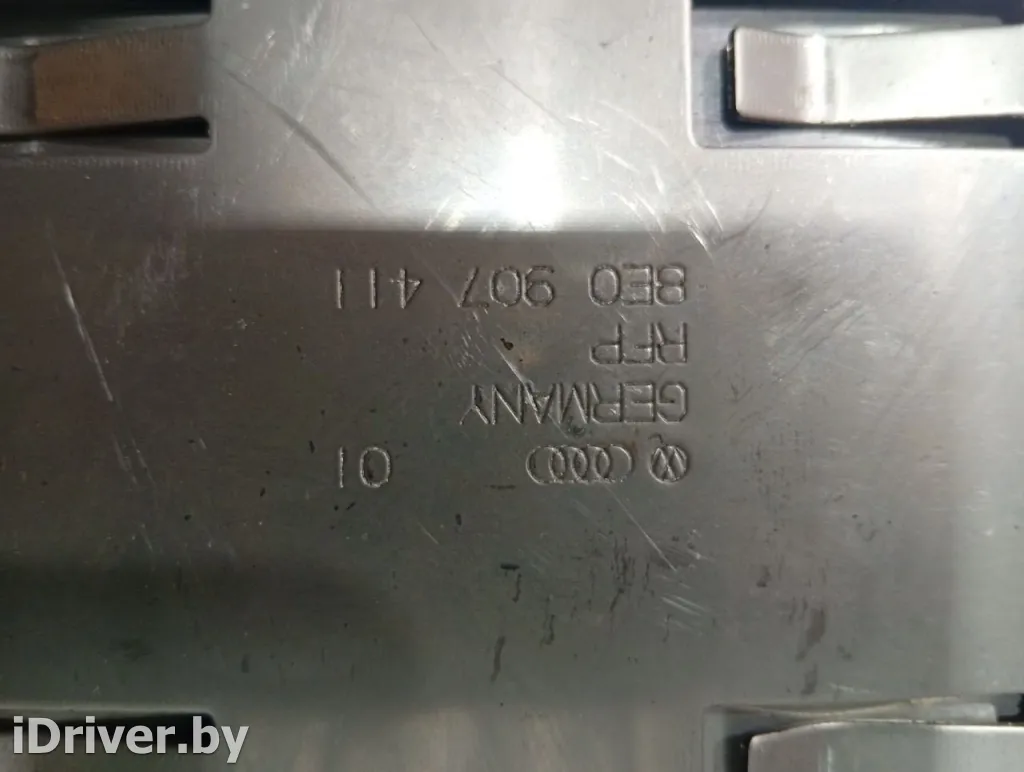 8E0 907 411
RFP
GERMANY
01
iDriver.by